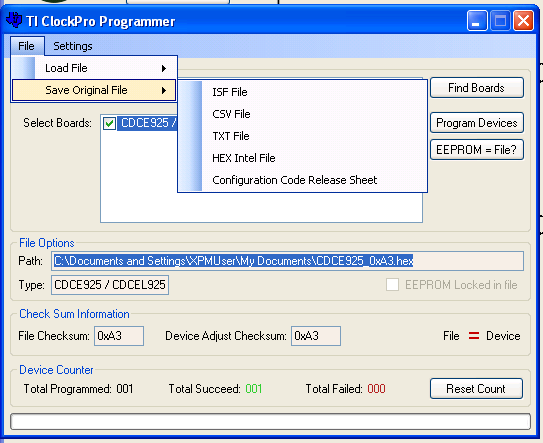 TI ClockPro Programmer
File Settings
Load File
Save Original File
ISF File
CSV File
TXT File
HEX Intel File
Configuration Code Release Sheet
Find Boards
Select Boards: CDCE925 /
Program Devices
EEPROM = File?
File Options
Path: C:\Documents and Settings\XPMUser\My Documents\CDCE925_0xA3.hex
Type: CDCE925 / CDCEL925 EEPROM Locked in file
Check Sum Information
File Checksum: 0xA3 Device Adjust Checksum: 0xA3 File = Device
Device Counter
Total Programmed: 001 Total Succeed: 001 Total Failed: 000 Reset Count